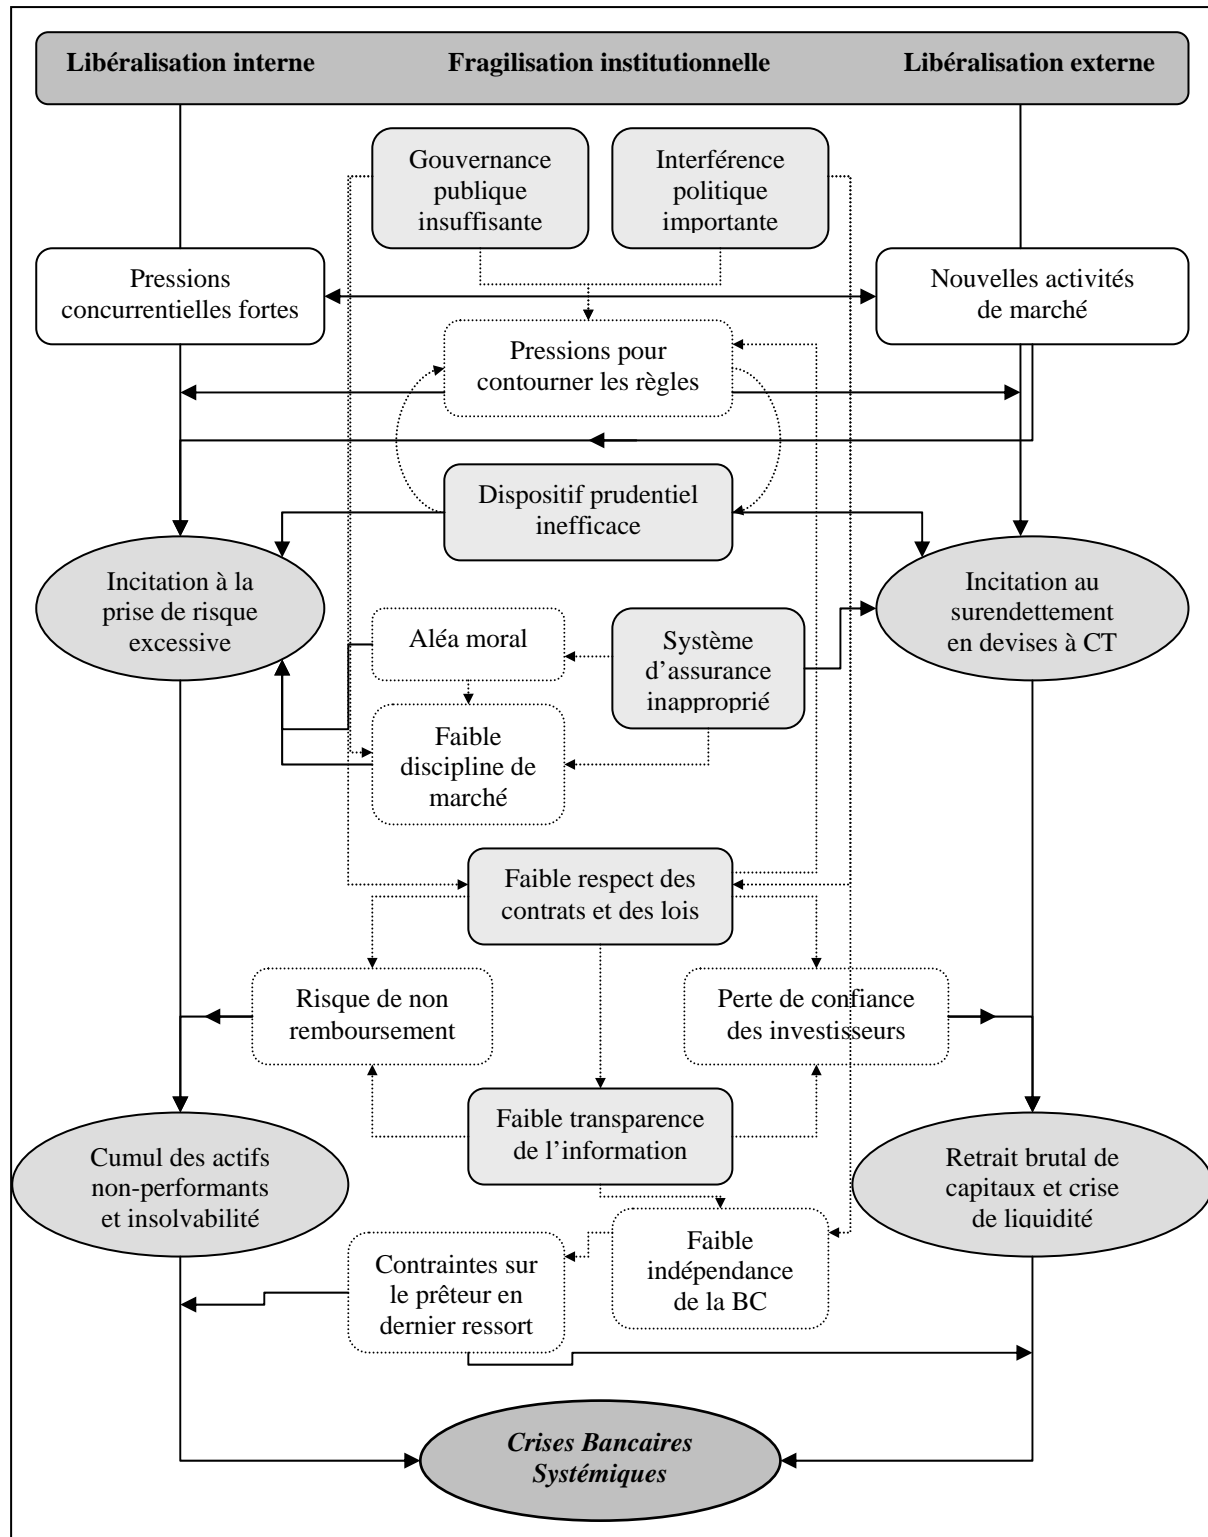 Libéralisation interne Fragilisation institutionnelle Libéralisation externe
Gouvernance
publique
insuffisante
Interférence
politique
importante
Pressions
concurrentielles fortes
Nouvelles activités
de marché
Pressions pour
contourner les règles
Dispositif prudentiel
inefficace
Incitation à la
prise de risque
excessive
Incitation au
surendettement
en devises à CT
Aléa moral
Système
d’assurance
inapproprié
Faible
discipline de
marché
Faible respect des
contrats et des lois
Risque de non
remboursement
Perte de confiance
des investisseurs
Faible transparence
de l’information
Cumul des actifs
non-performants
et insolvabilité
Retrait brutal de
capitaux et crise
de liquidité
Faible
indépendance
de la BC
Contraintes sur
le prêteur en
dernier ressort
Crises Bancaires
Systémiques